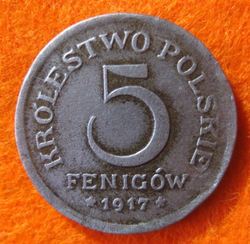 KRÓLESTWO POLSKIE
5
FENIGÓW
* 1917 *